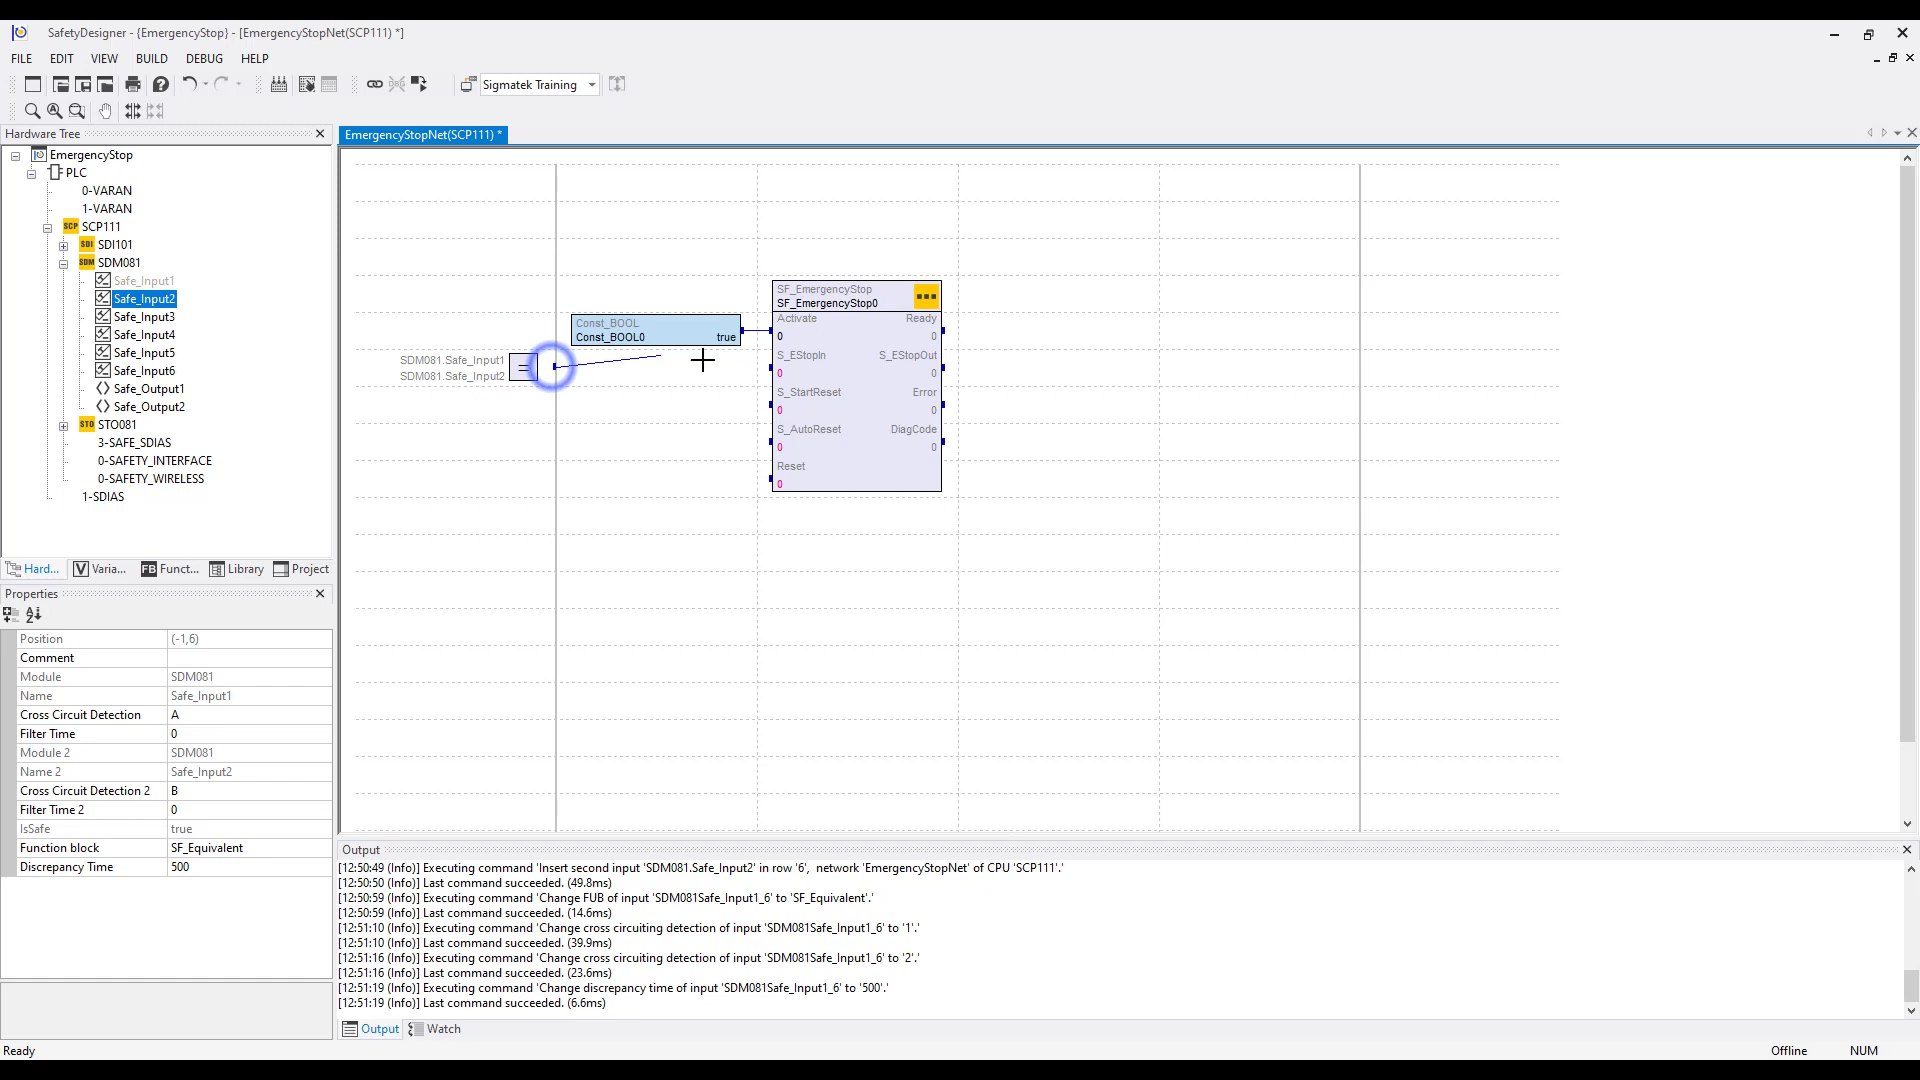 SafetyDesigner - {EmergencyStop} - [EmergencyStopNet(SCP111) *]
FILE EDIT VIEW BUILD DEBUG HELP
Sigmatek Training
Hardware Tree
EmergencyStop
PLC
0-VARAN
1-VARAN
SCP SCP111
SDI SDI101
SDM SDM081
Safe_Input1
Safe_Input2
Safe_Input3
Safe_Input4
Safe_Input5
Safe_Input6
Safe_Output1
Safe_Output2
STO STO081
3-SAFE_SDIAS
0-SAFETY_INTERFACE
0-SAFETY_WIRELESS
1-SDIAS
Hard... Varia... FB Funct... Library Project
Properties
Position (-1,6)
Comment
Module SDM081
Name Safe_Input1
Cross Circuit Detection A
Filter Time 0
Module 2 SDM081
Name 2 Safe_Input2
Cross Circuit Detection 2 B
Filter Time 2 0
IsSafe true
Function block SF_Equivalent
Discrepancy Time 500
EmergencyStopNet(SCP111) *
SF_EmergencyStop
SF_EmergencyStop0
Const_BOOL
Const_BOOL0 true
Activate Ready
0 0
SDM081.Safe_Input1
SDM081.Safe_Input2
=
S_EStopIn S_EStopOut
0 0
S_StartReset Error
0 0
S_AutoReset DiagCode
0 0
Reset
0
Output
[12:50:49 (Info)] Executing command 'Insert second input 'SDM081.Safe_Input2' in row '6', network 'EmergencyStopNet' of CPU 'SCP111'.'
[12:50:50 (Info)] Last command succeeded. (49.8ms)
[12:50:59 (Info)] Executing command 'Change FUB of input 'SDM081Safe_Input1_6' to 'SF_Equivalent'.'
[12:50:59 (Info)] Last command succeeded. (14.6ms)
[12:51:10 (Info)] Executing command 'Change cross circuiting detection of input 'SDM081Safe_Input1_6' to '1'.'
[12:51:10 (Info)] Last command succeeded. (39.9ms)
[12:51:16 (Info)] Executing command 'Change cross circuiting detection of input 'SDM081Safe_Input1_6' to '2'.'
[12:51:16 (Info)] Last command succeeded. (23.6ms)
[12:51:19 (Info)] Executing command 'Change discrepancy time of input 'SDM081Safe_Input1_6' to '500'.'
[12:51:19 (Info)] Last command succeeded. (6.6ms)
Output Watch
Ready Offline NUM